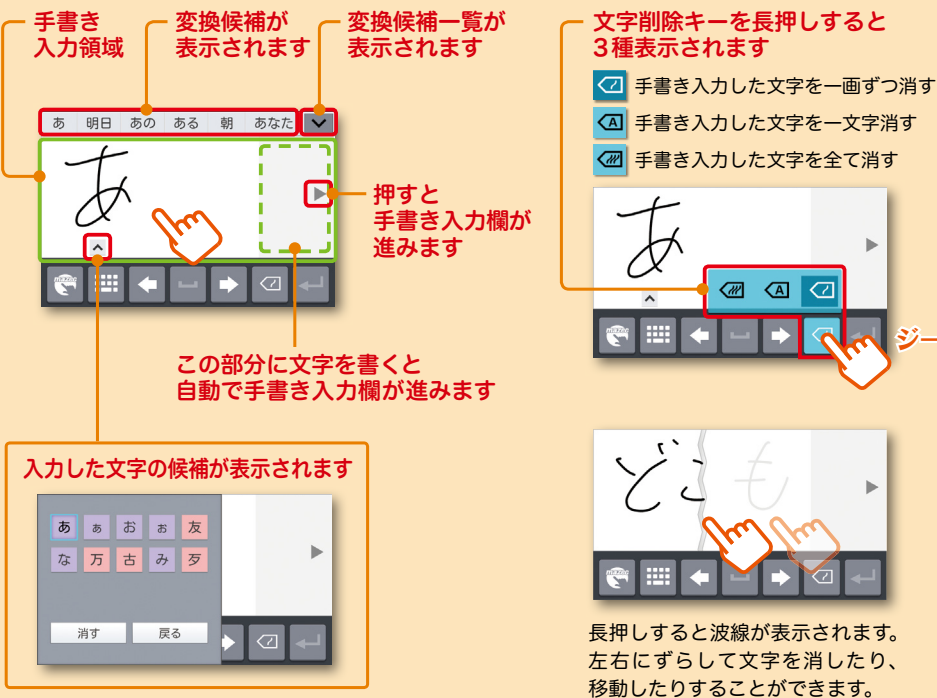 手書き
入力領域
変換候補が
表示されます
変換候補一覧が
表示されます
あ 明日 あの ある 朝 あなた
あ
押すと
手書き入力欄が
進みます
mazec
この部分に文字を書くと
自動で手書き入力欄が進みます
入力した文字の候補が表示されます
あ ぁ お ぉ 友
な 万 古 み 歹
消す 戻る
文字削除キーを長押しすると
3種表示されます
手書き入力した文字を一画ずつ消す
A 手書き入力した文字を一文字消す
手書き入力した文字を全て消す
あ
A
mazec
ジー
どこも
mazec
長押しすると波線が表示されます。
左右にずらして文字を消したり、
移動したりすることができます。